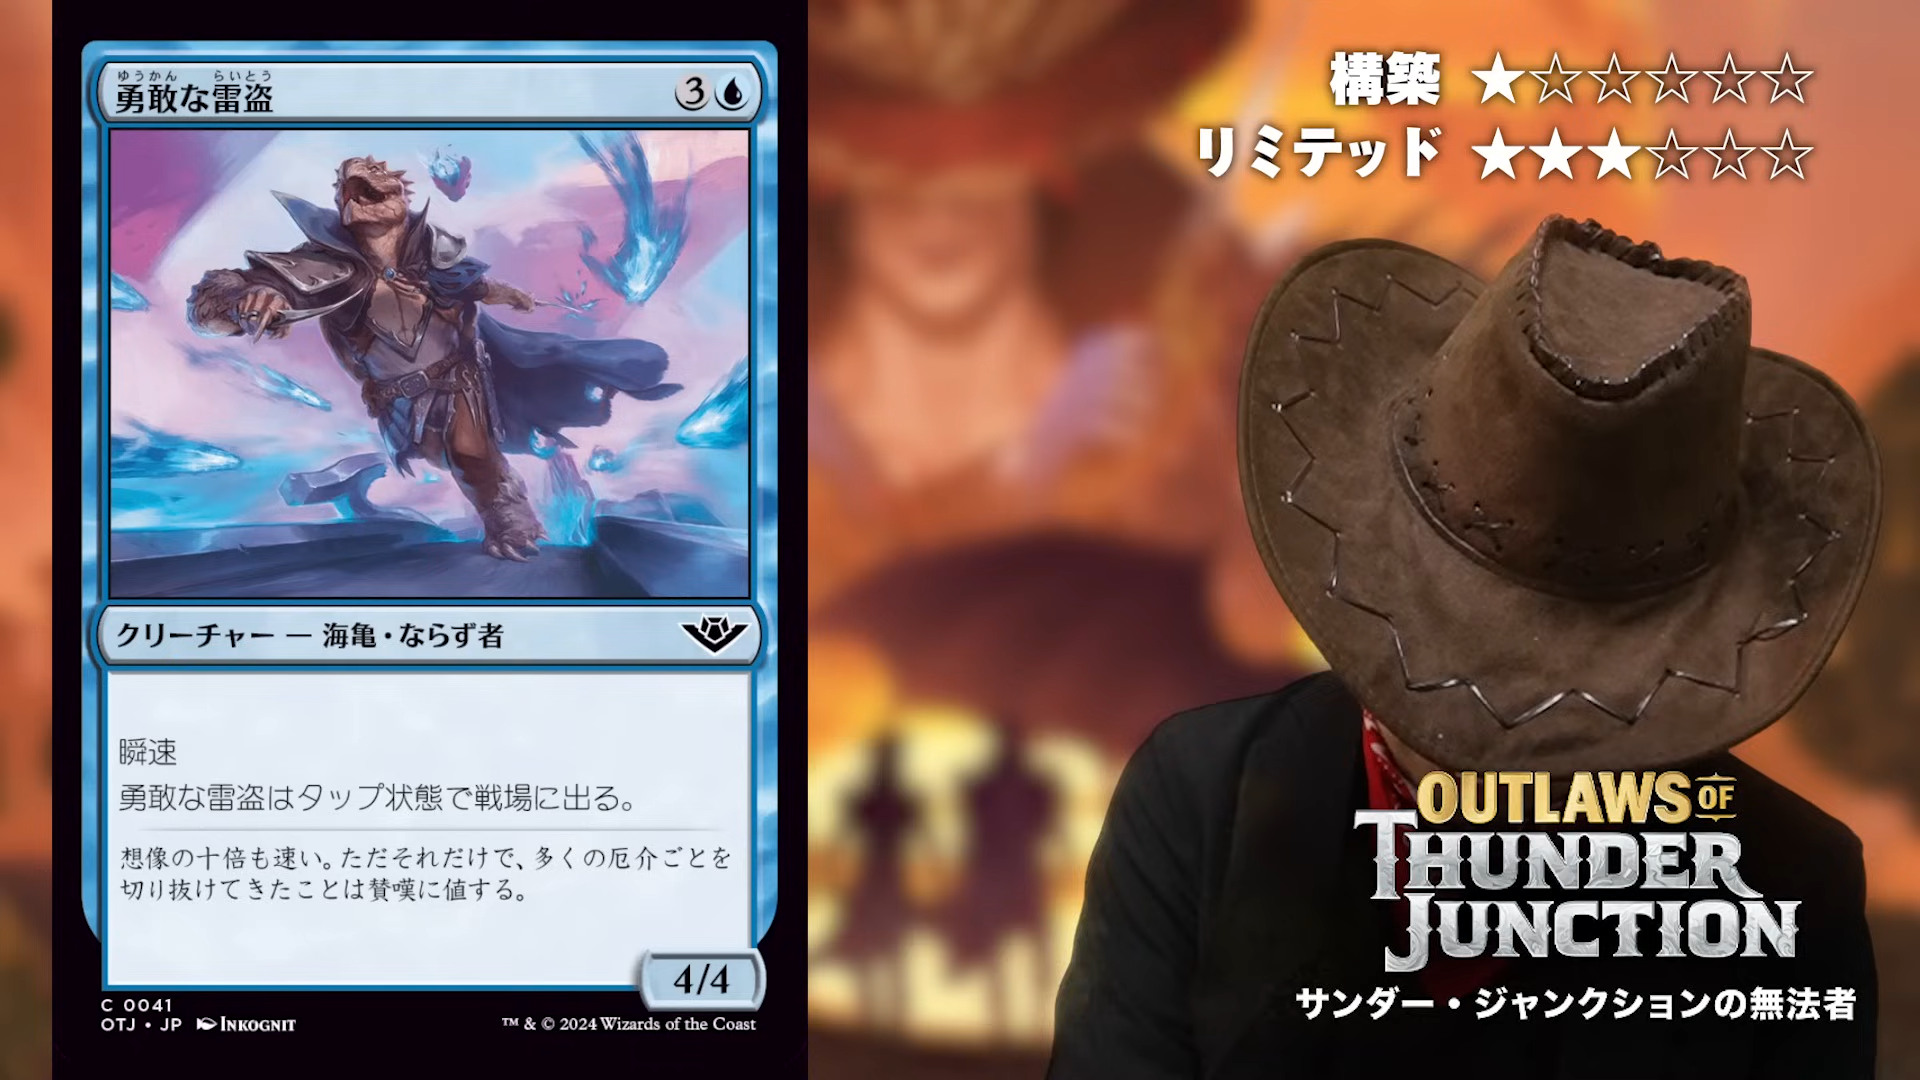 ゆうかん らいとう
勇敢な雷盗
3
クリーチャー — 海亀・ならず者
瞬速
勇敢な雷盗はタップ状態で戦場に出る。
想像の十倍も速い。ただそれだけで、多くの厄介ごとを
切り抜けてきたことは賛嘆に値する。
4/4
C 0041
OTJ • JP INKOGNIT
™ & © 2024 Wizards of the Coast
構築 ★☆☆☆☆☆
リミテッド ★★★☆☆☆
OUTLAWS OF
THUNDER
JUNCTION
サンダー・ジャンクションの無法者